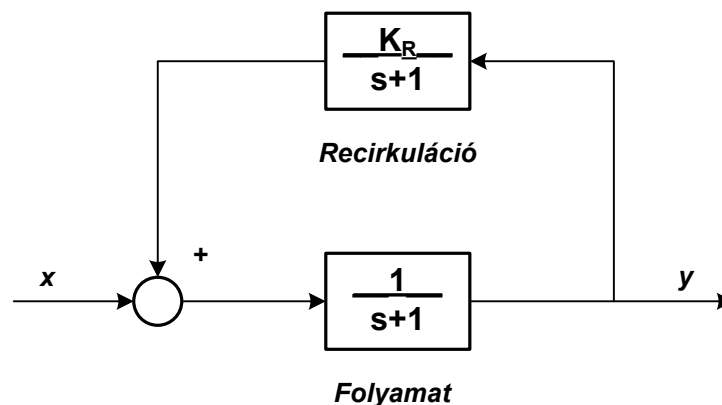 K_R
s+1
Recirkuláció
x
+
1
s+1
y
Folyamat